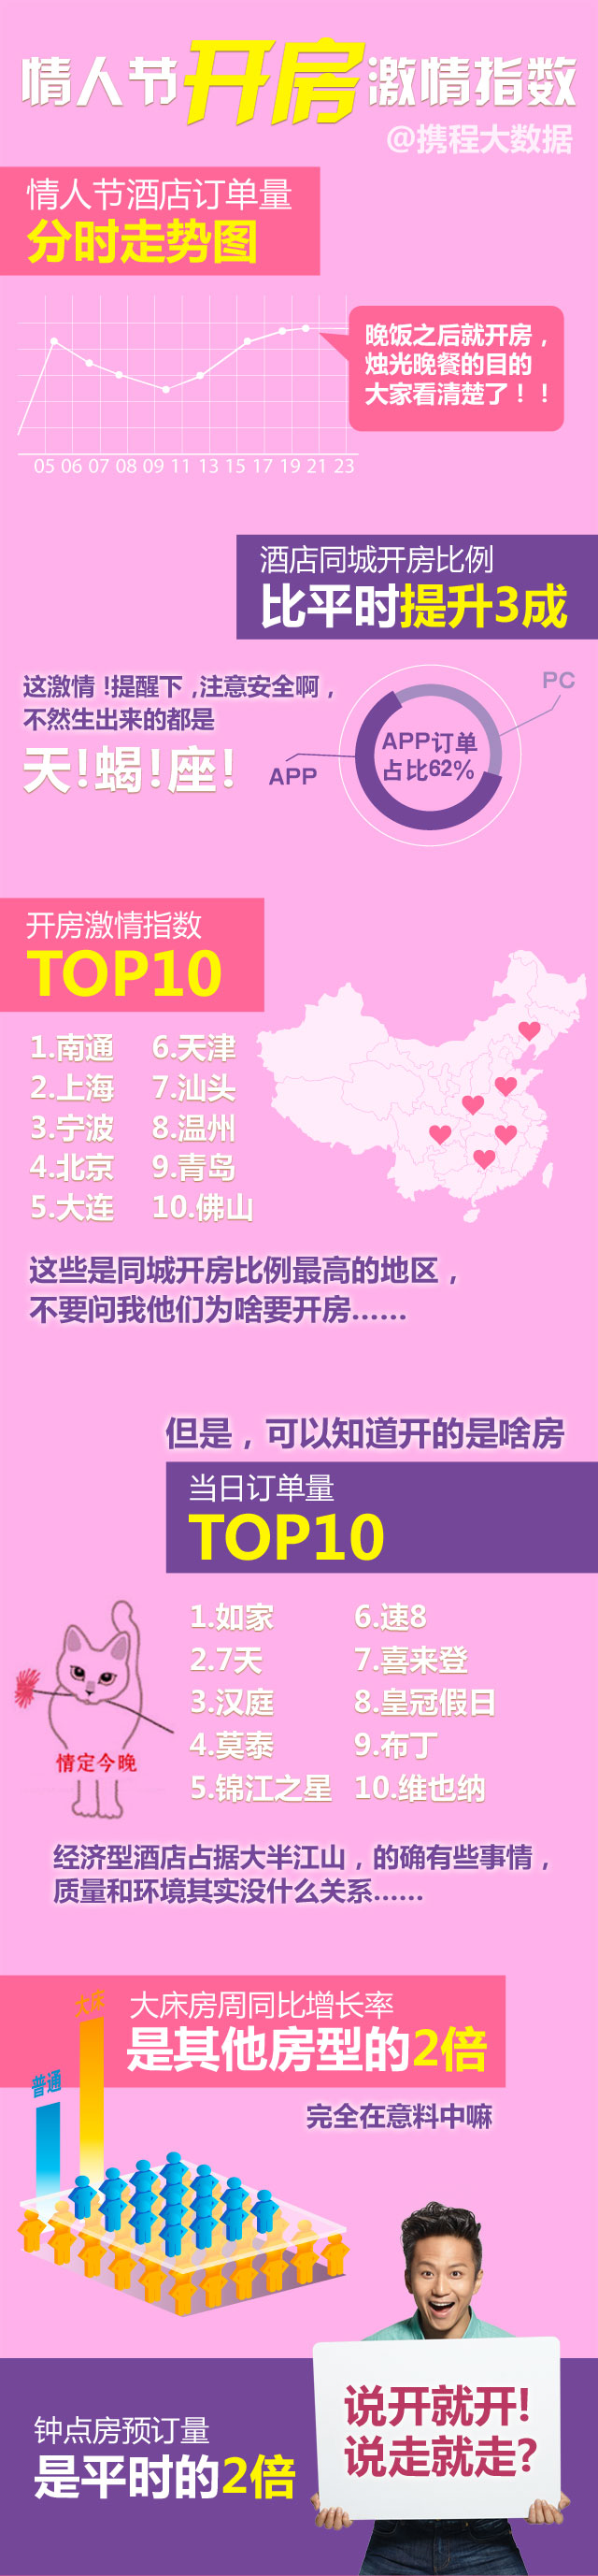 情人节开房激情指数
@携程大数据
情人节酒店订单量
分时走势图
晚饭之后就开房，
烛光晚餐的目的
大家看清楚了！！
05 06 07 08 09 11 13 15 17 19 21 23
酒店同城开房比例
比平时提升3成
这激情！提醒下，注意安全啊，
不然生出来的都是
天！蝎！座！
PC
APP订单
占比62%
APP
开房激情指数
TOP10
1.南通 6.天津
2.上海 7.汕头
3.宁波 8.温州
4.北京 9.青岛
5.大连 10.佛山
这些是同城开房比例最高的地区，
不要问我他们为啥要开房……
但是，可以知道开的是啥房
当日订单量
TOP10
1.如家 6.速8
2.7天 7.喜来登
3.汉庭 8.皇冠假日
4.莫泰 9.布丁
5.锦江之星 10.维也纳
情定今晚
经济型酒店占据大半江山，的确有些事情，
质量和环境其实没什么关系……
大床
大床房周同比增长率
是其他房型的2倍
普通
完全在意料中嘛
说开就开!
说走就走?
钟点房预订量
是平时的2倍